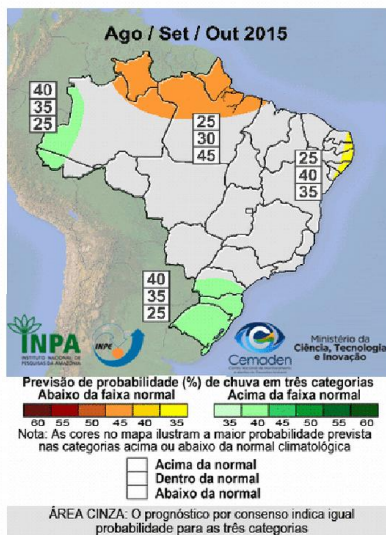 Ago / Set / Out 2015
40
35
25
25
30
45
25
40
35
40
35
25
INPA
INSTITUTO NACIONAL DE
PESQUISAS DA AMAZÔNIA
INPE
Cemaden
Ministério da
Ciência, Tecnologia
e Inovação
Previsão de probabilidade (%) de chuva em três categorias
Abaixo da faixa normal Acima da faixa normal
60 55 50 45 40 35 35 40 45 50 55 60
Nota: As cores no mapa ilustram a maior probabilidade prevista
nas categorias acima ou abaixo da normal climatológica
Acima da normal
Dentro da normal
Abaixo da normal
ÁREA CINZA: O prognóstico por consenso indica igual
probabilidade para as três categorias